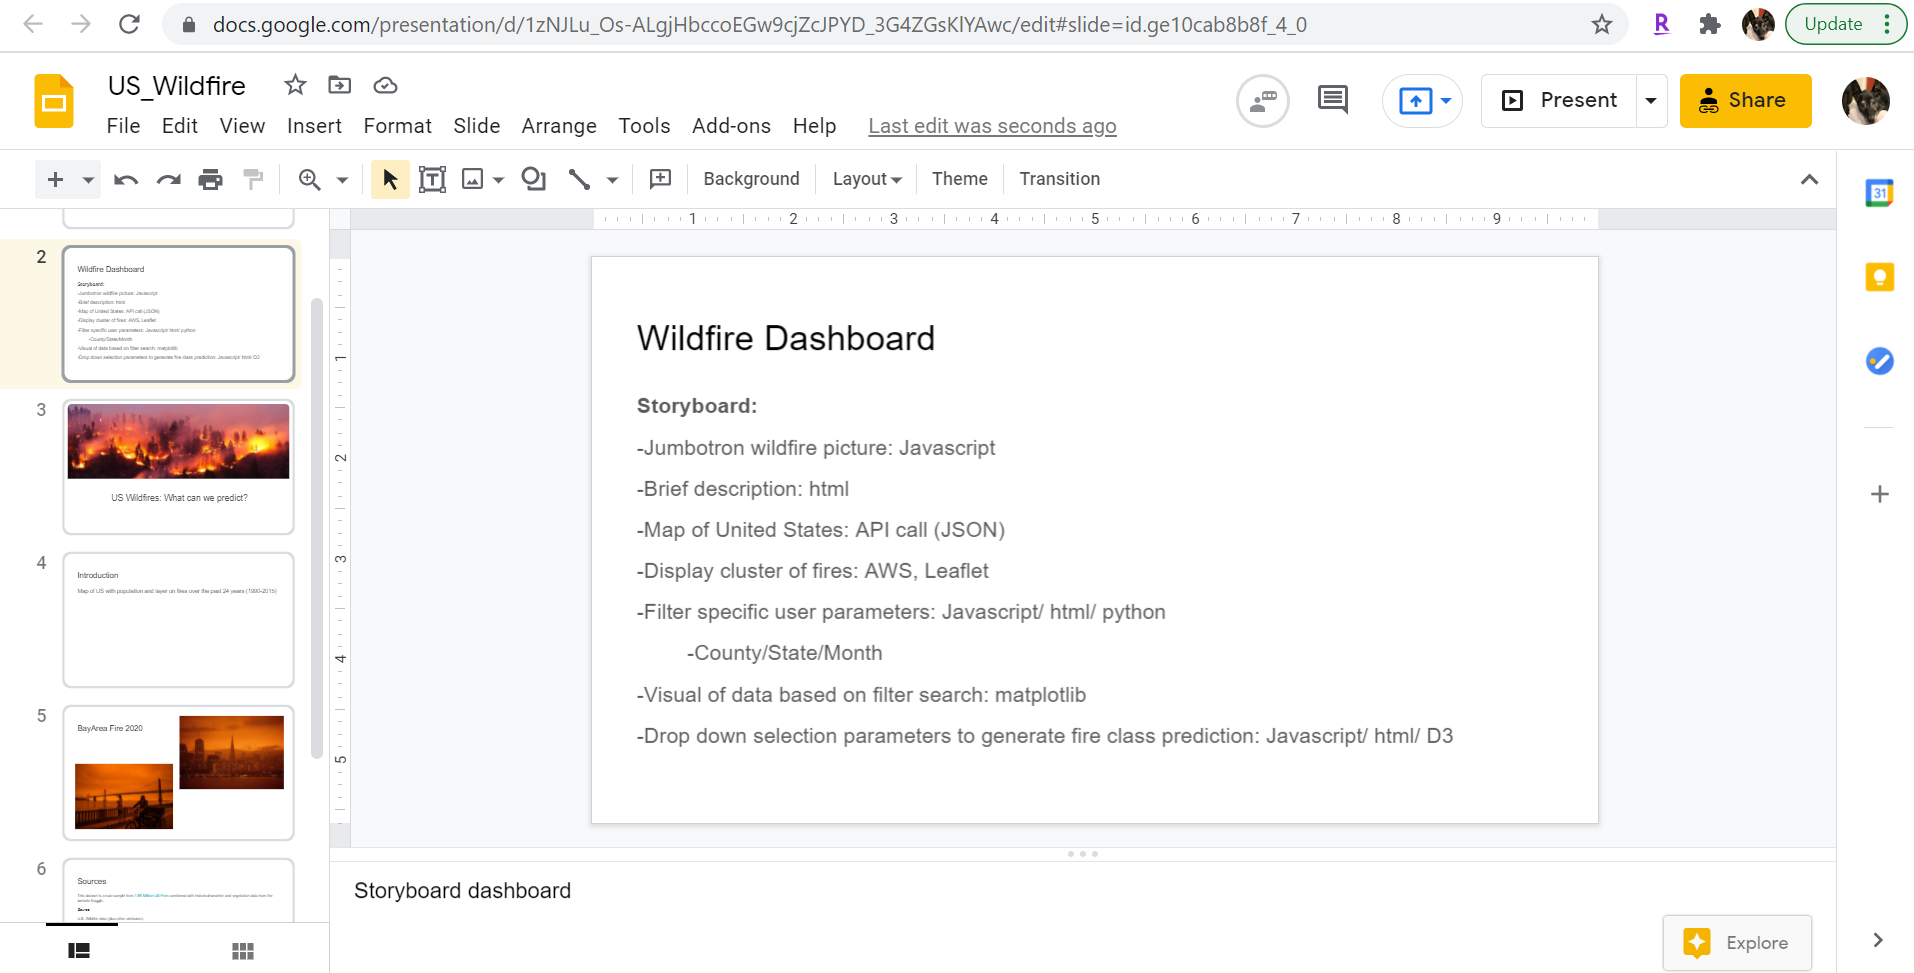 docs.google.com/presentation/d/1zNJLu_Os-ALgjHbccoEGw9cjZcJPYD_3G4ZGsKlYAwc/edit#slide=id.ge10cab8b8f_4_0
Update
US_Wildfire
File Edit View Insert Format Slide Arrange Tools Add-ons Help Last edit was seconds ago
Present
Share
Background Layout Theme Transition
31
1 2 3 4 5 6 7 8 9
1
2
3
4
5
2
Wildfire Dashboard
Storyboard:
-Jumbotron wildfire picture: Javascript
-Brief description: html
-Map of United States: API call (JSON)
-Display cluster of fires: AWS, Leaflet
-Filter specific user parameters: Javascript/ html/ python
-County/State/Month
-Visual of data based on filter search: matplotlib
-Drop down selection parameters to generate fire class prediction: Javascript/ html/ D3
3
US Wildfires: What can we predict?
4
Introduction
Map of US with population and layer on fires over the past 24 years (1990-2015)
5
BayArea Fire 2020
6
Sources
Wildfire Dashboard
Storyboard:
-Jumbotron wildfire picture: Javascript
-Brief description: html
-Map of United States: API call (JSON)
-Display cluster of fires: AWS, Leaflet
-Filter specific user parameters: Javascript/ html/ python
-County/State/Month
-Visual of data based on filter search: matplotlib
-Drop down selection parameters to generate fire class prediction: Javascript/ html/ D3
Storyboard dashboard
Explore